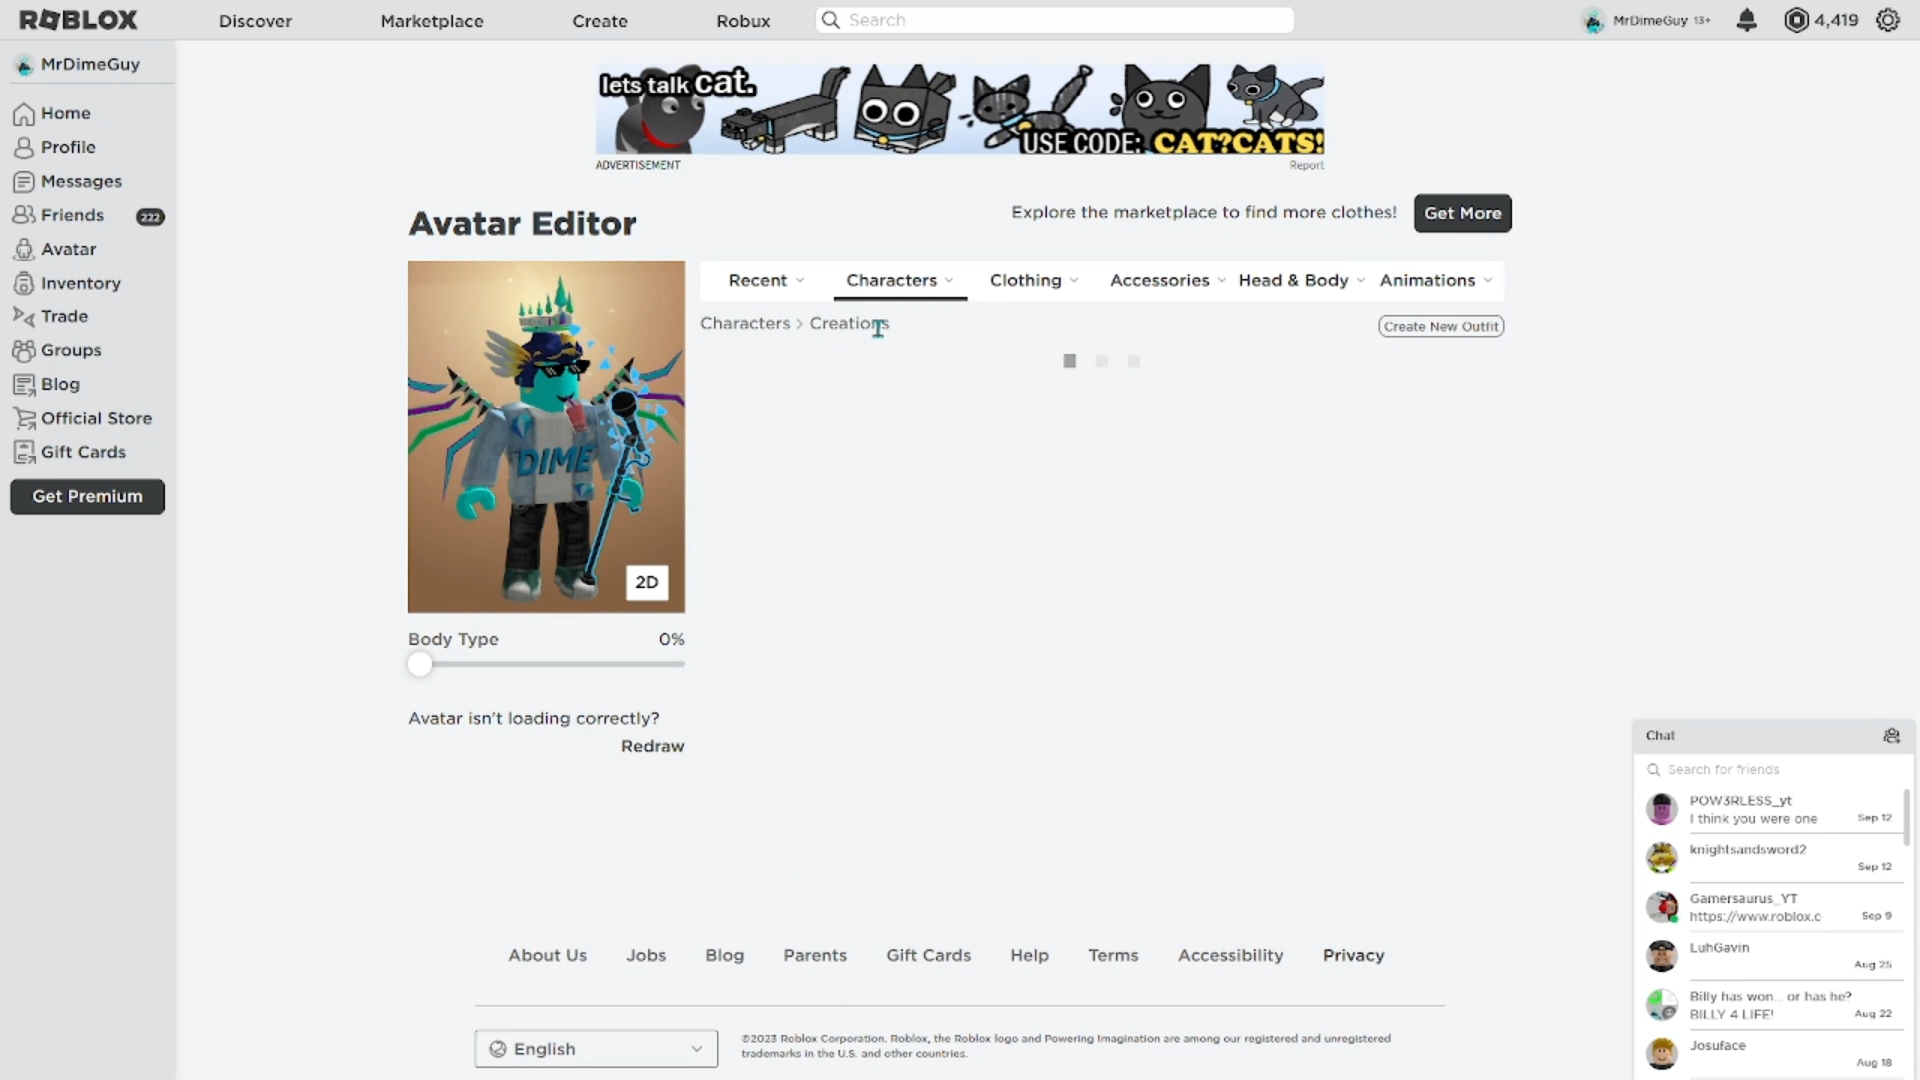 ROBLOX
Discover
Marketplace
Create
Robux
Search
MrDimeGuy 13+
4,419
MrDimeGuy
Home
Profile
Messages
Friends 222
Avatar
Inventory
Trade
Groups
Blog
Official Store
Gift Cards
Get Premium
lets talk cat.
USE CODE: CAT?CATS!
ADVERTISEMENT
Report
Avatar Editor
Explore the marketplace to find more clothes!
Get More
Recent
Characters
Clothing
Accessories
Head & Body
Animations
Characters > Creations
Create New Outfit
DIME
2D
Body Type 0%
Avatar isn't loading correctly?
Redraw
Chat
Search for friends
POW3RLESS_yt
I think you were one Sep 12
knightsandsword2
Sep 12
Gamersaurus_YT
https://www.roblox.c Sep 9
LuhGavin
Aug 25
Billy has won... or has he?
BILLY 4 LIFE! Aug 22
Josuface
Aug 18
About Us
Jobs
Blog
Parents
Gift Cards
Help
Terms
Accessibility
Privacy
English
©2023 Roblox Corporation. Roblox, the Roblox logo and Powering Imagination are among our registered and unregistered
trademarks in the U.S. and other countries.